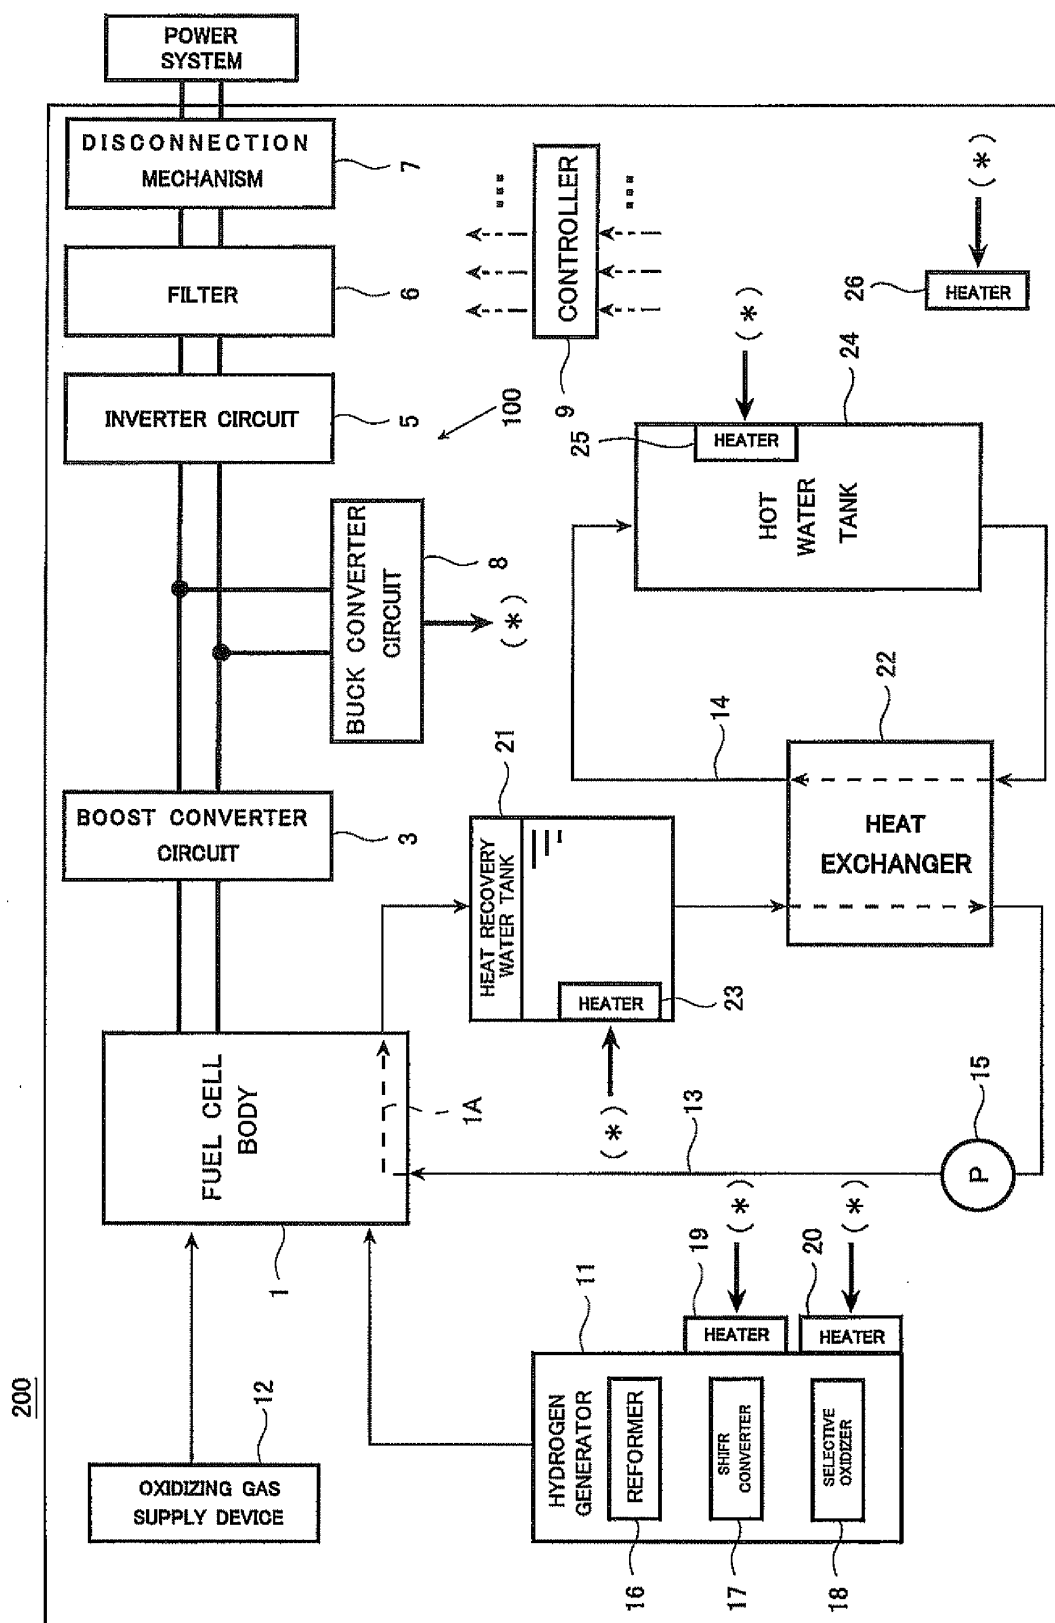 POWER
SYSTEM
DISCONNECTION
MECHANISM
7
FILTER
6
INVERTER CIRCUIT
5
100
CONTROLLER
9
(*)
HEATER
26
(*)
24
HEATER
25
HOT
WATER
TANK
BUCK CONVERTER
CIRCUIT
8
(*)
BOOST CONVERTER
CIRCUIT
3
21
HEAT RECOVERY
WATER TANK
HEATER
23
(*)
14
22
HEAT
EXCHANGER
FUEL CELL
BODY
1A
1
13
15
P
200
12
OXIDIZING GAS
SUPPLY DEVICE
11
HYDROGEN
GENERATOR
REFORMER
16
SHIFR
CONVERTER
17
SELECTIVE
OXIDIZER
18
19
HEATER
(*)
20
HEATER
(*)